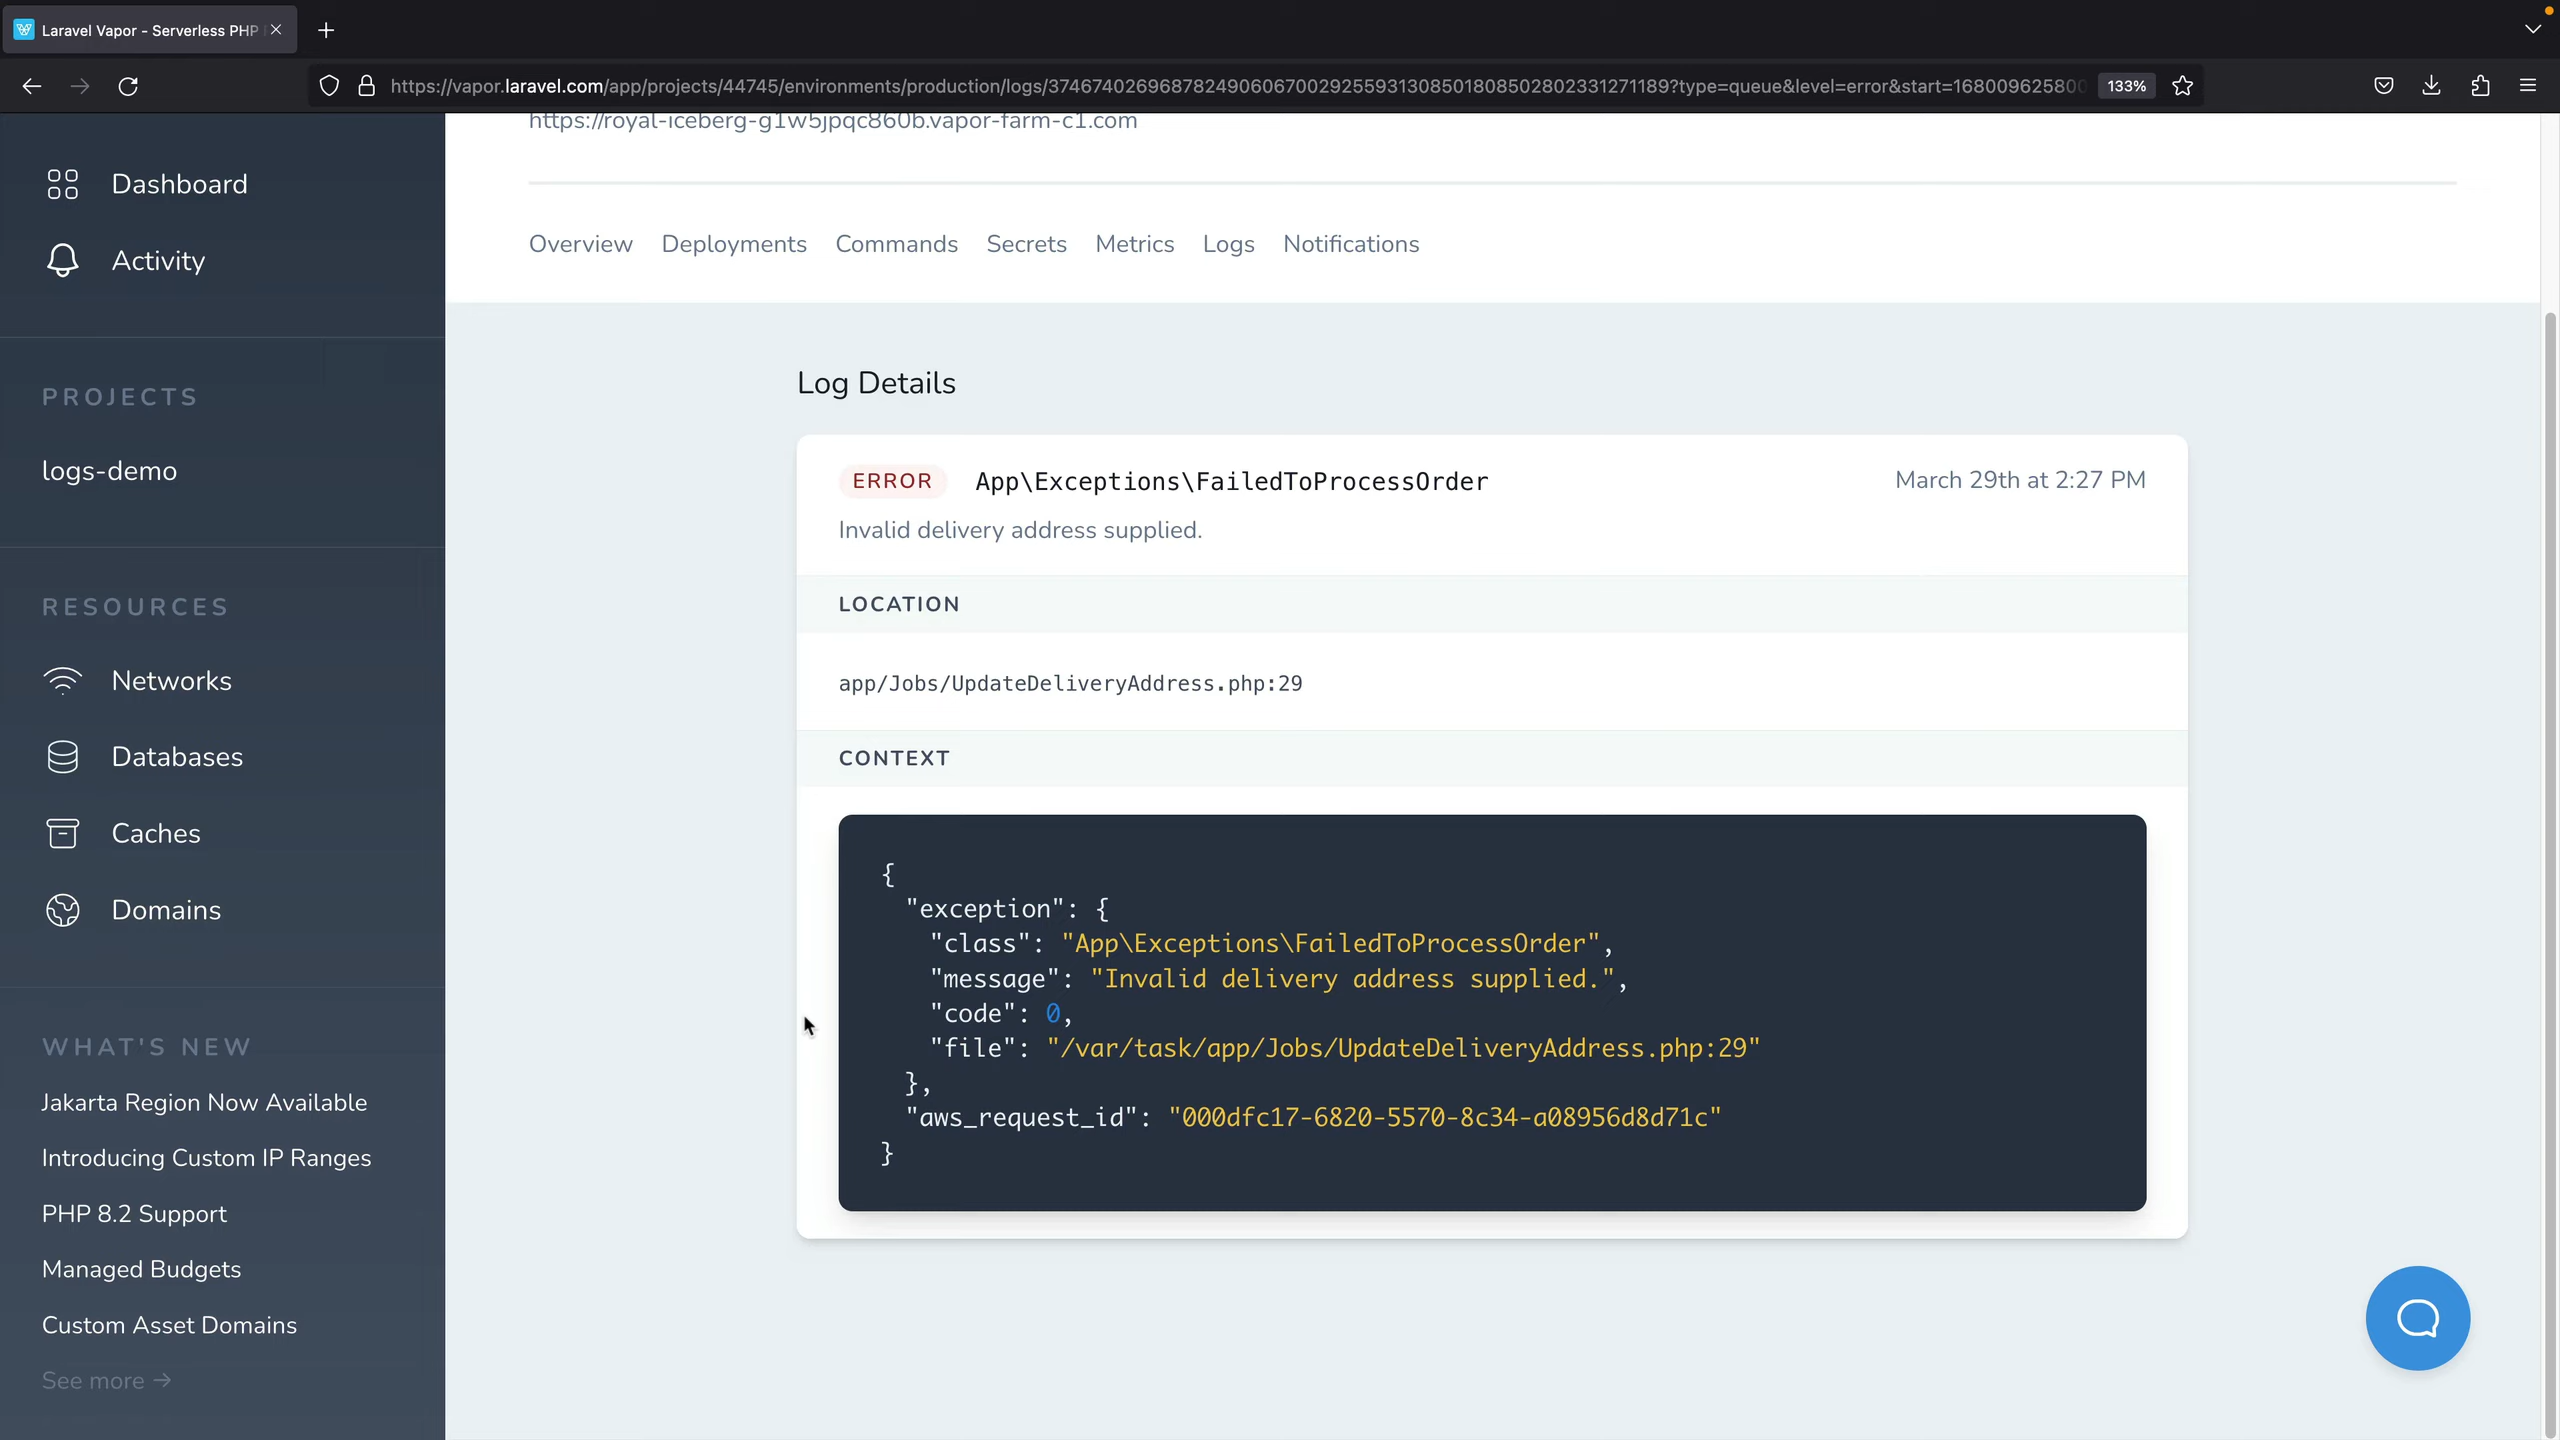 Laravel Vapor - Serverless PHP
https://vapor.laravel.com/app/projects/44745/environments/production/logs/37467402696878249060670029255931308501808502802331271189?type=queue&level=error&start=1680096258000
133%
https://royal-iceberg-g1w5jpqc860b.vapor-farm-c1.com
Overview Deployments Commands Secrets Metrics Logs Notifications
Dashboard
Activity
PROJECTS
logs-demo
RESOURCES
Networks
Databases
Caches
Domains
WHAT'S NEW
Jakarta Region Now Available
Introducing Custom IP Ranges
PHP 8.2 Support
Managed Budgets
Custom Asset Domains
See more →
Log Details
ERROR App\Exceptions\FailedToProcessOrder March 29th at 2:27 PM
Invalid delivery address supplied.
LOCATION
app/Jobs/UpdateDeliveryAddress.php:29
CONTEXT
{
"exception": {
"class": "App\Exceptions\FailedToProcessOrder",
"message": "Invalid delivery address supplied.",
"code": 0,
"file": "/var/task/app/Jobs/UpdateDeliveryAddress.php:29"
},
"aws_request_id": "000dfc17-6820-5570-8c34-a08956d8d71c"
}